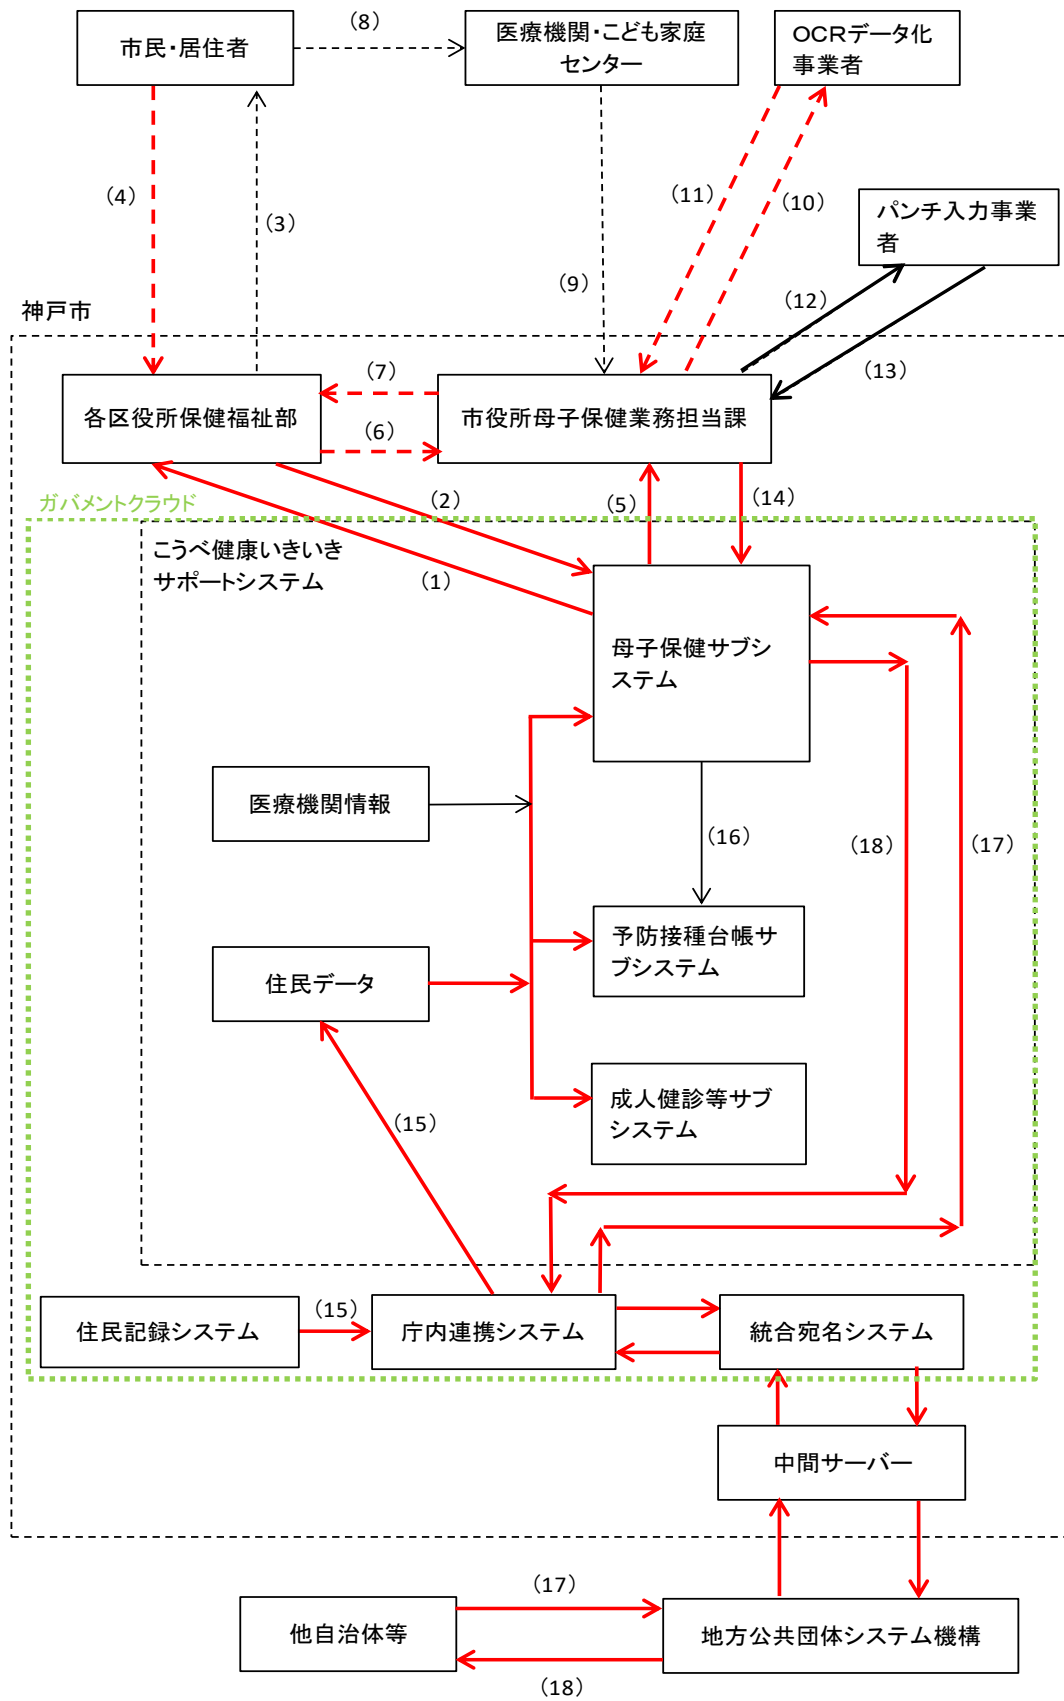 (8)
市民・居住者
医療機関・こども家庭
センター
OCRデータ化
事業者
(4)
(3)
(11)
(10)
パンチ入力事業
者
(9)
(12)
(13)
神戸市
(7)
各区役所保健福祉部
市役所母子保健業務担当課
(6)
ガバメントクラウド
(2)
(5)
(14)
こうべ健康いきいき
サポートシステム
(1)
母子保健サブシ
ステム
医療機関情報
(16)
(18)
(17)
予防接種台帳サ
ブシステム
住民データ
成人健診等サブ
システム
(15)
(15)
住民記録システム
庁内連携システム
統合宛名システム
中間サーバー
(17)
他自治体等
地方公共団体システム機構
(18)